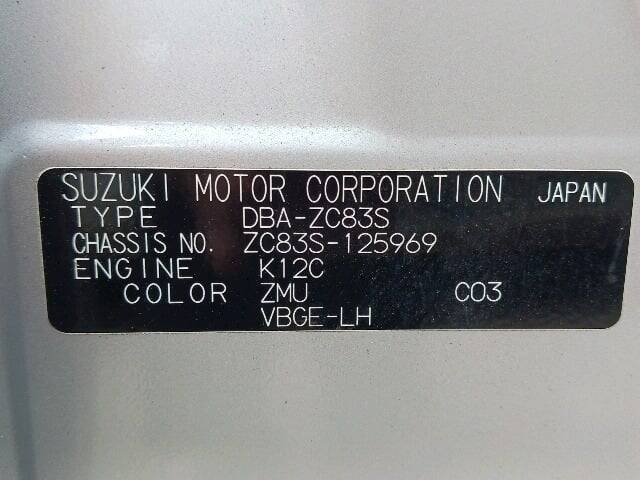 SUZUKI MOTOR CORPORATION JAPAN
TYPE DBA-ZC83S
CHASSIS NO. ZC83S-125969
ENGINE K12C
COLOR ZMU C03
VBGE-LH